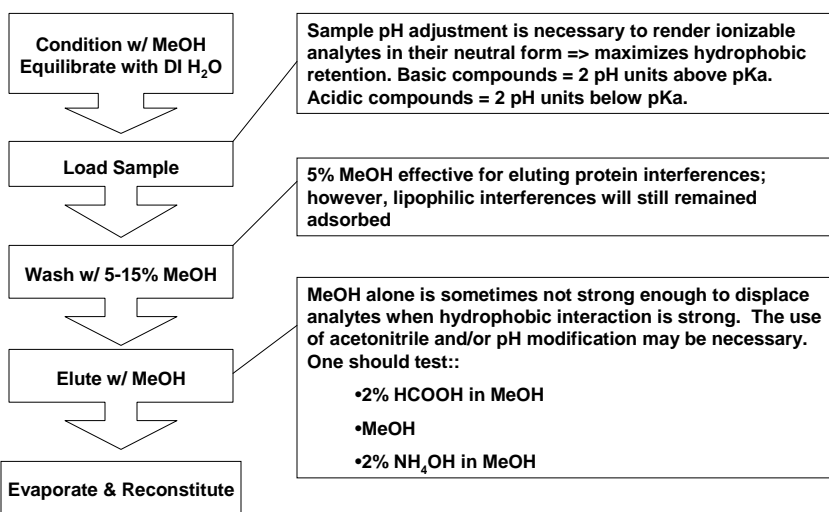 Condition w/ MeOH
Equilibrate with DI H₂O
Sample pH adjustment is necessary to render ionizable
analytes in their neutral form => maximizes hydrophobic
retention. Basic compounds = 2 pH units above pKa.
Acidic compounds = 2 pH units below pKa.
Load Sample
5% MeOH effective for eluting protein interferences;
however, lipophilic interferences will still remained
adsorbed
Wash w/ 5-15% MeOH
MeOH alone is sometimes not strong enough to displace
analytes when hydrophobic interaction is strong.  The use
of acetonitrile and/or pH modification may be necessary.
One should test::
•2% HCOOH in MeOH
•MeOH
•2% NH₄OH in MeOH
Elute w/ MeOH
Evaporate & Reconstitute